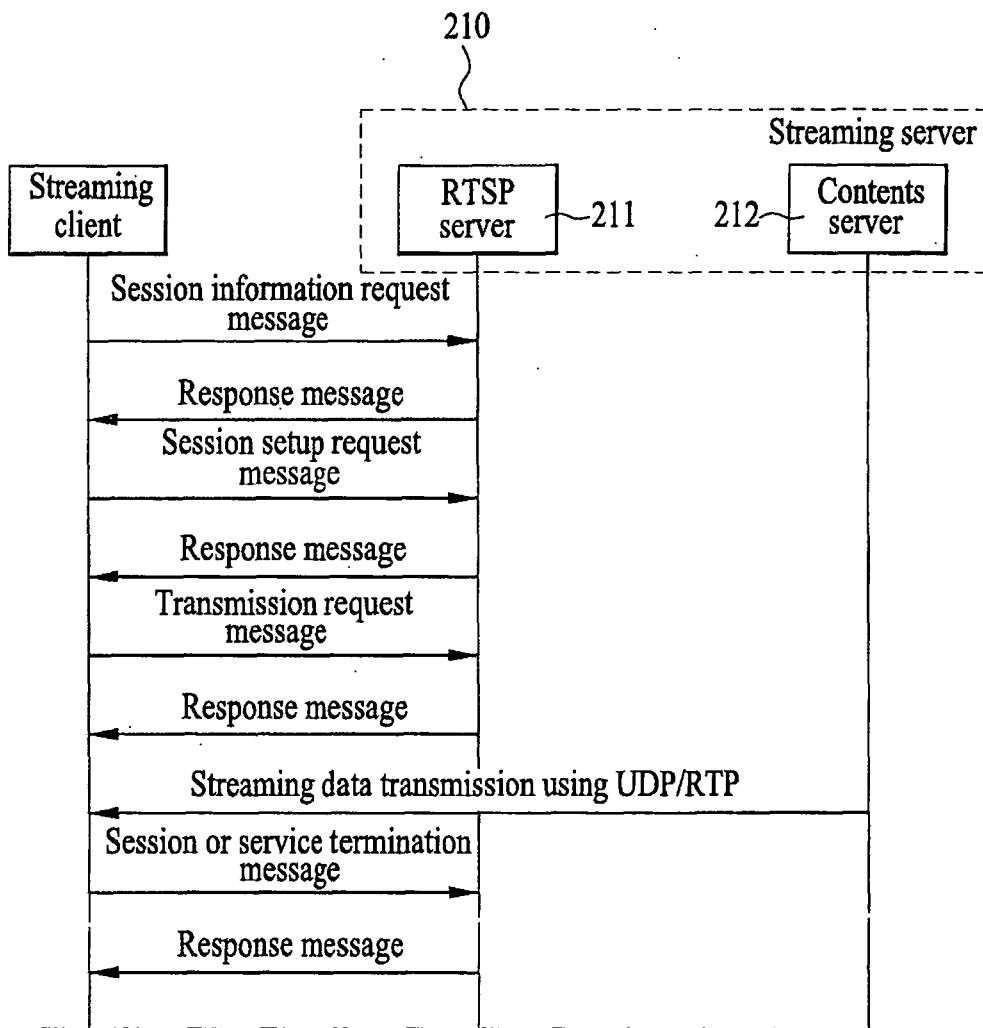 210
Streaming server
Streaming
client
RTSP
server
211
212
Contents
server
Session information request
message
Response message
Session setup request
message
Response message
Transmission request
message
Response message
Streaming data transmission using UDP/RTP
Session or service termination
message
Response message